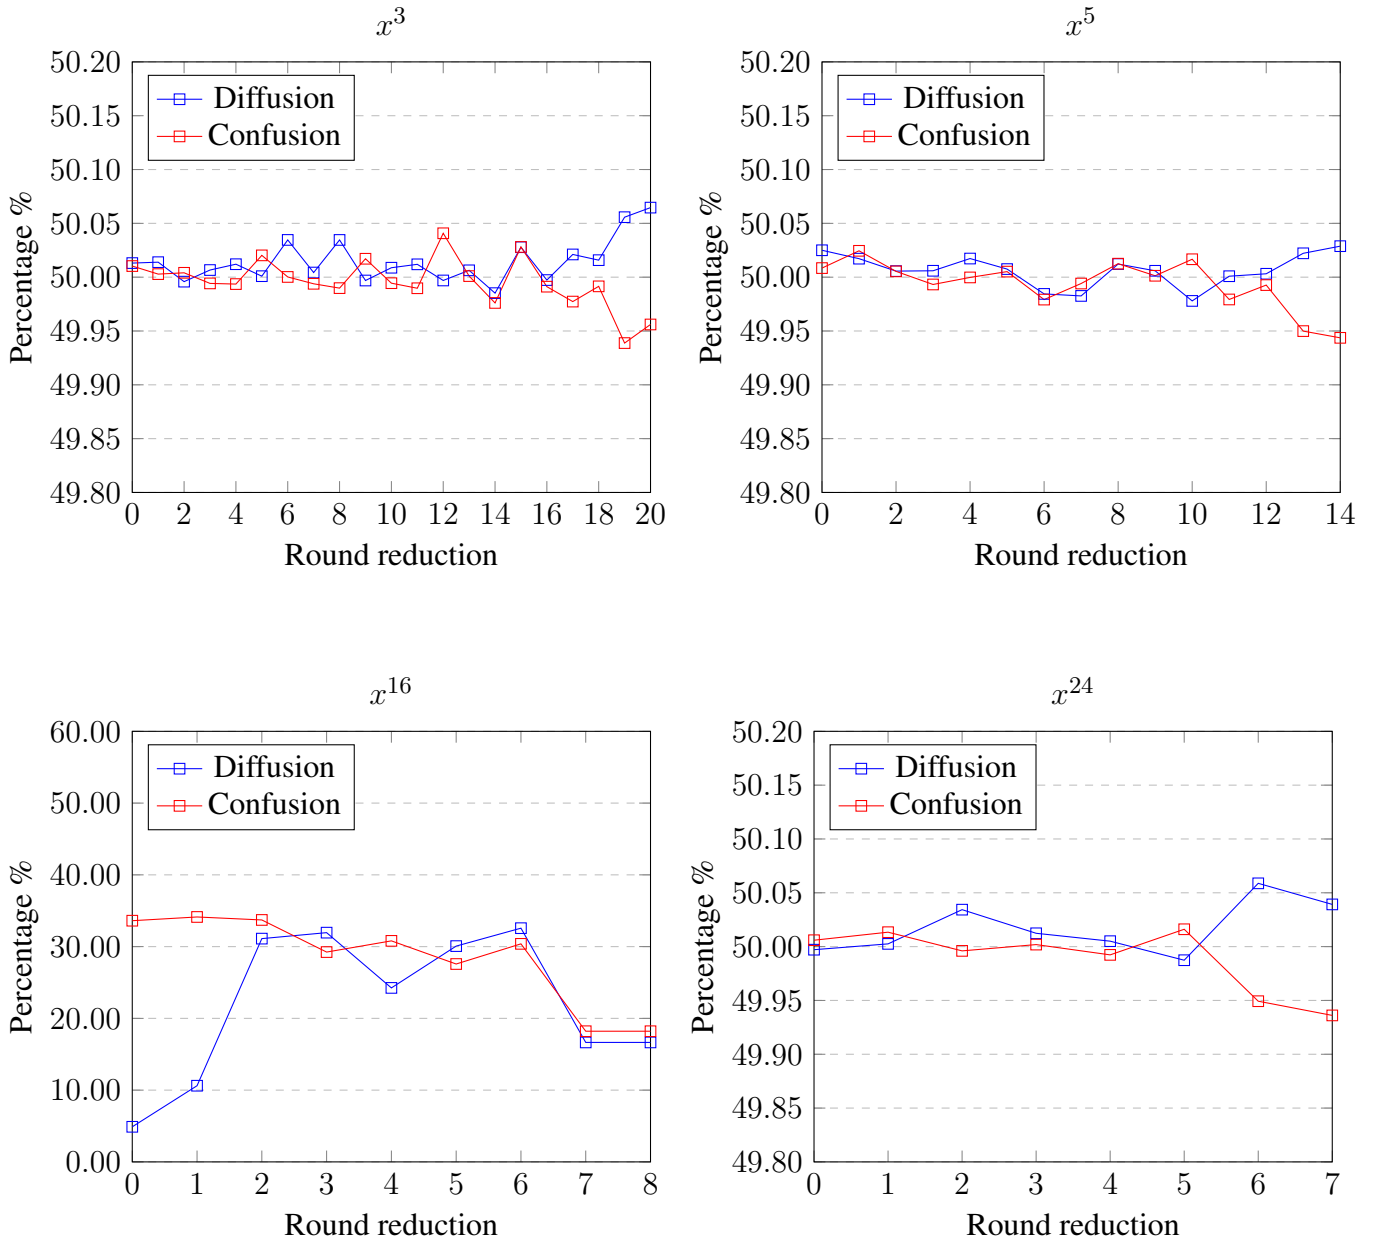 x^3
50.20
50.15
50.10
50.05
50.00
49.95
49.90
49.85
49.80
Percentage %
Diffusion
Confusion
0 2 4 6 8 10 12 14 16 18 20
Round reduction
x^5
50.20
50.15
50.10
50.05
50.00
49.95
49.90
49.85
49.80
Percentage %
Diffusion
Confusion
0 2 4 6 8 10 12 14
Round reduction
x^16
60.00
50.00
40.00
30.00
20.00
10.00
0.00
Percentage %
Diffusion
Confusion
0 1 2 3 4 5 6 7 8
Round reduction
x^24
50.20
50.15
50.10
50.05
50.00
49.95
49.90
49.85
49.80
Percentage %
Diffusion
Confusion
0 1 2 3 4 5 6 7
Round reduction